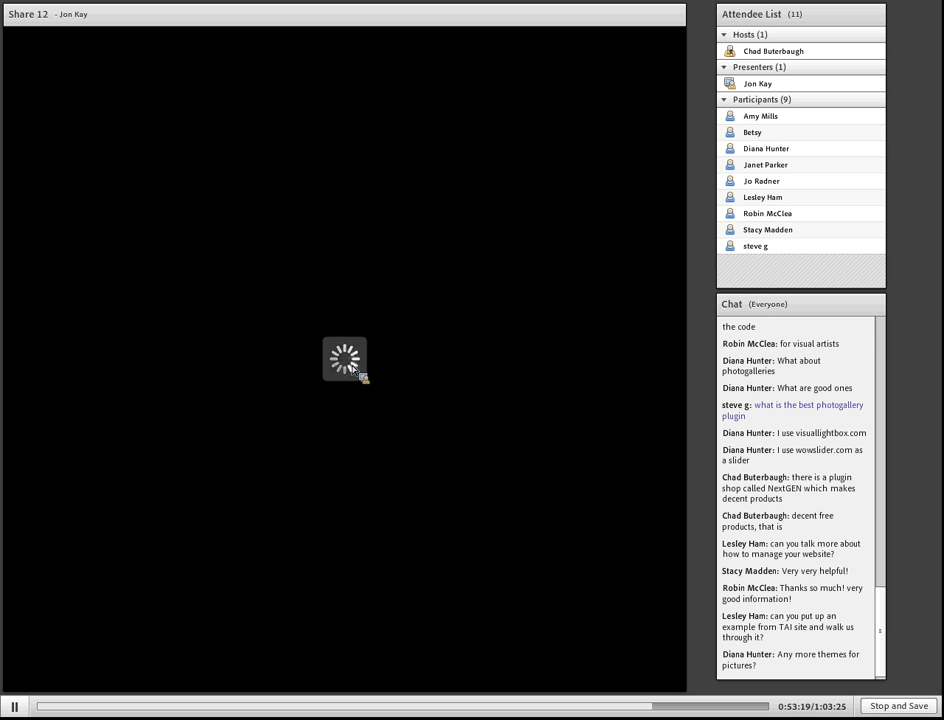 Share 12 - Jon Kay
Attendee List (11)
Hosts (1)
Chad Buterbaugh
Presenters (1)
Jon Kay
Participants (9)
Amy Mills
Betsy
Diana Hunter
Janet Parker
Jo Radner
Lesley Ham
Robin McClea
Stacy Madden
steve g
Chat (Everyone)
the code
Robin McClea: for visual artists
Diana Hunter: What about
photogalleries
Diana Hunter: What are good ones
steve g: what is the best photogallery
plugin
Diana Hunter: I use visuallightbox.com
Diana Hunter: I use wowslider.com as
a slider
Chad Buterbaugh: there is a plugin
shop called NextGEN which makes
decent products
Chad Buterbaugh: decent free
products, that is
Lesley Ham: can you talk more about
how to manage your website?
Stacy Madden: Very very helpful!
Robin McClea: Thanks so much! very
good information!
Lesley Ham: can you put up an
example from TAI site and walk us
through it?
Diana Hunter: Any more themes for
pictures?
0:53:19/1:03:25
Stop and Save